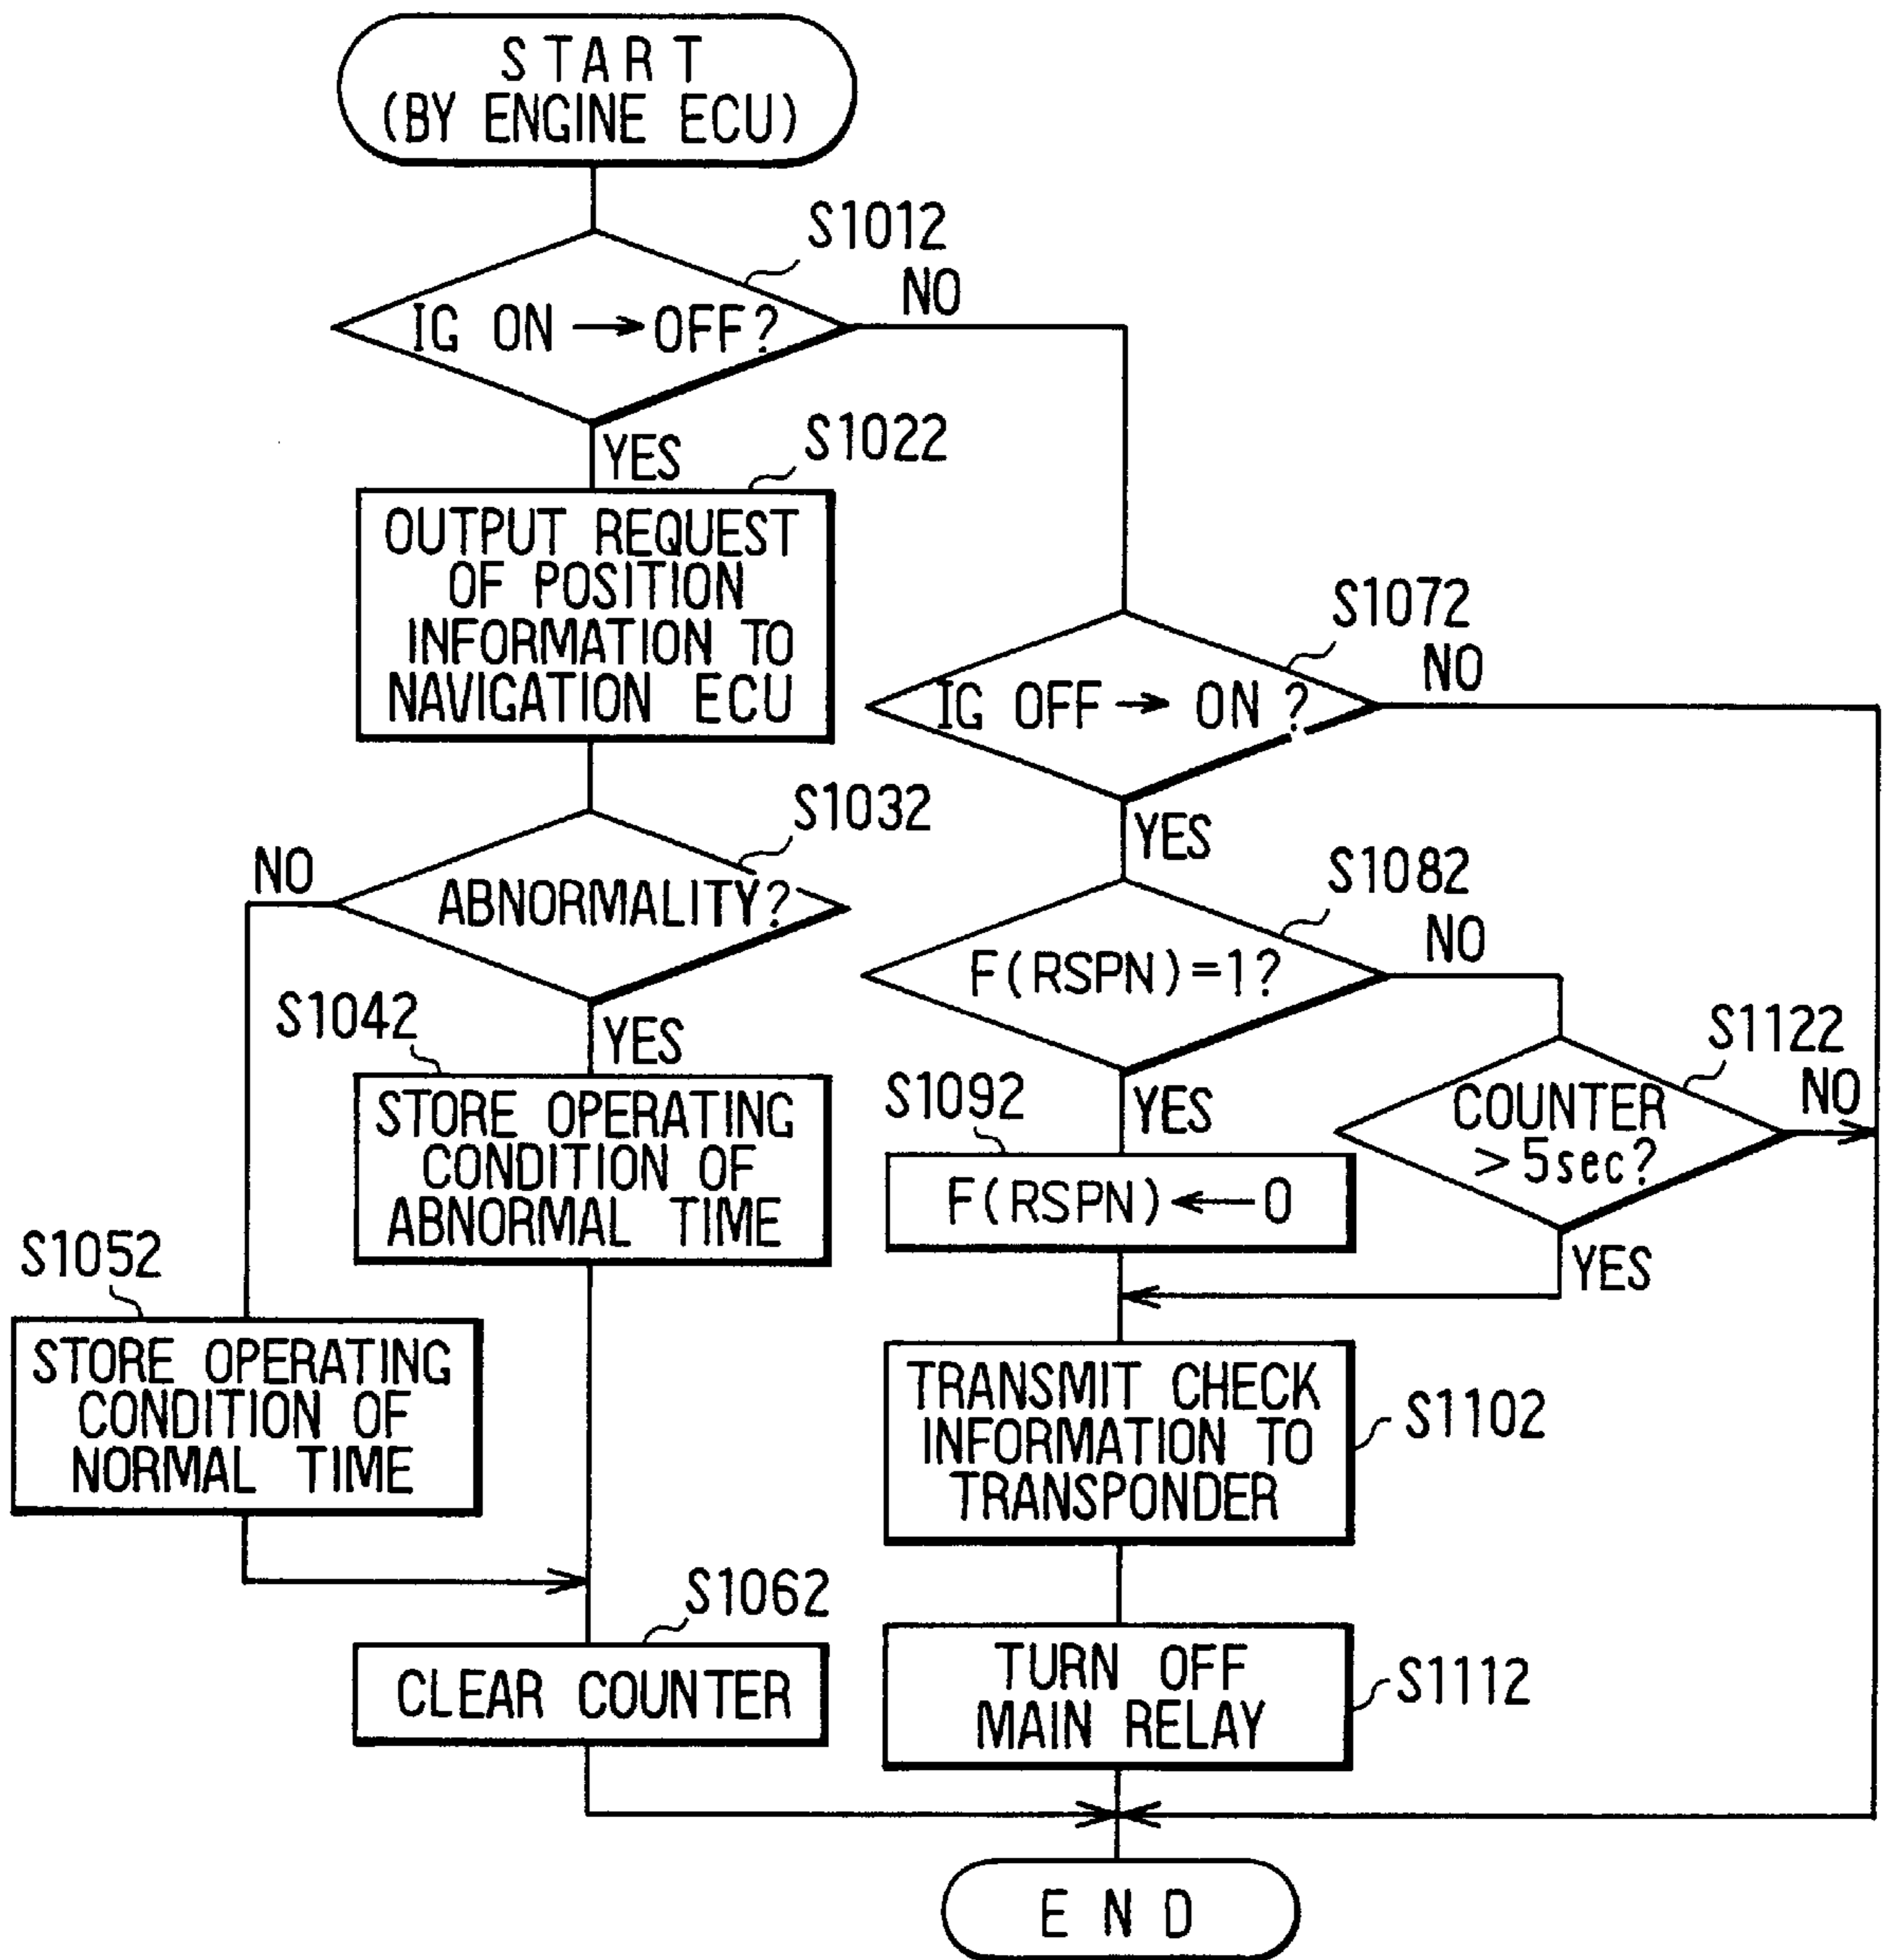 START
(BY ENGINE ECU)
S1012
IG ON → OFF?
NO
YES
S1022
OUTPUT REQUEST
OF POSITION
INFORMATION TO
NAVIGATION ECU
S1032
ABNORMALITY?
NO
YES
S1042
STORE OPERATING
CONDITION OF
ABNORMAL TIME
S1052
STORE OPERATING
CONDITION OF
NORMAL TIME
S1062
CLEAR COUNTER
S1072
IG OFF → ON ?
NO
YES
S1082
F(RSPN)=1?
NO
YES
S1092
F(RSPN) ← 0
S1122
COUNTER
> 5sec?
NO
YES
TRANSMIT CHECK
INFORMATION TO
TRANSPONDER
S1102
TURN OFF
MAIN RELAY
S1112
END